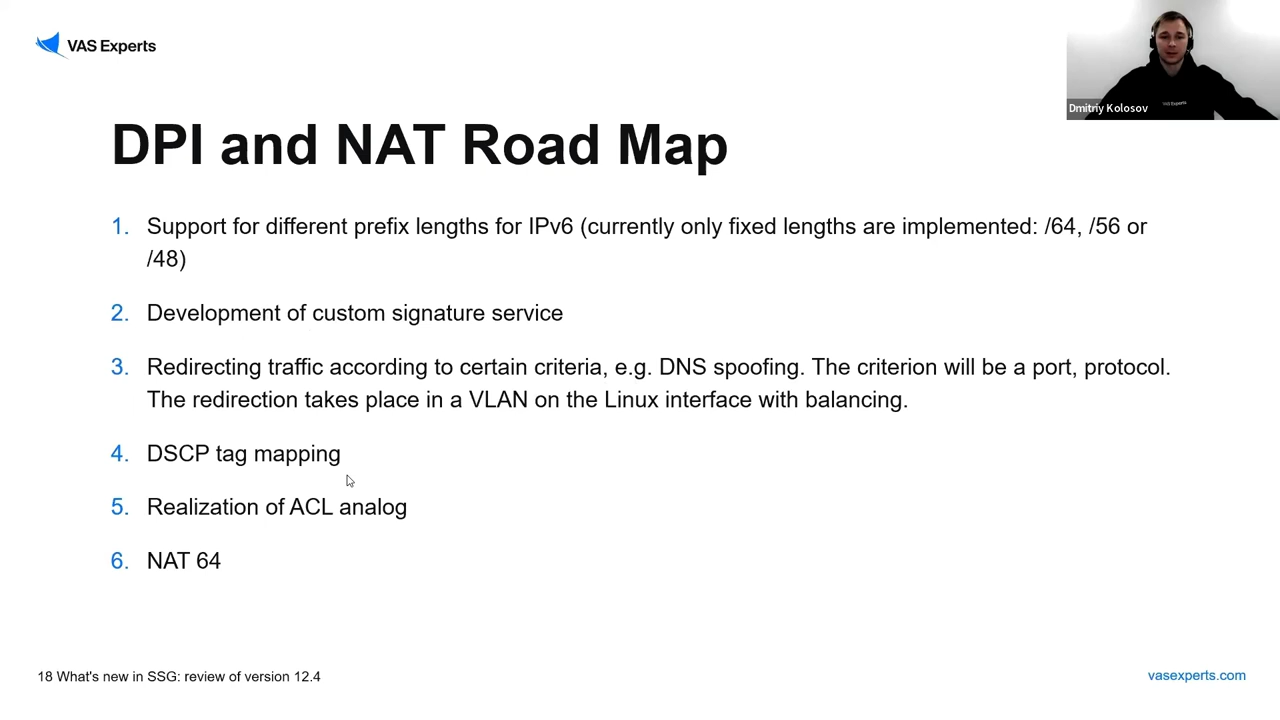 VAS Experts
VAS Experts
Dmitriy Kolosov
DPI and NAT Road Map
1. Support for different prefix lengths for IPv6 (currently only fixed lengths are implemented: /64, /56 or
/48)
2. Development of custom signature service
3. Redirecting traffic according to certain criteria, e.g. DNS spoofing. The criterion will be a port, protocol.
The redirection takes place in a VLAN on the Linux interface with balancing.
4. DSCP tag mapping
5. Realization of ACL analog
6. NAT 64
18 What's new in SSG: review of version 12.4
vasexperts.com